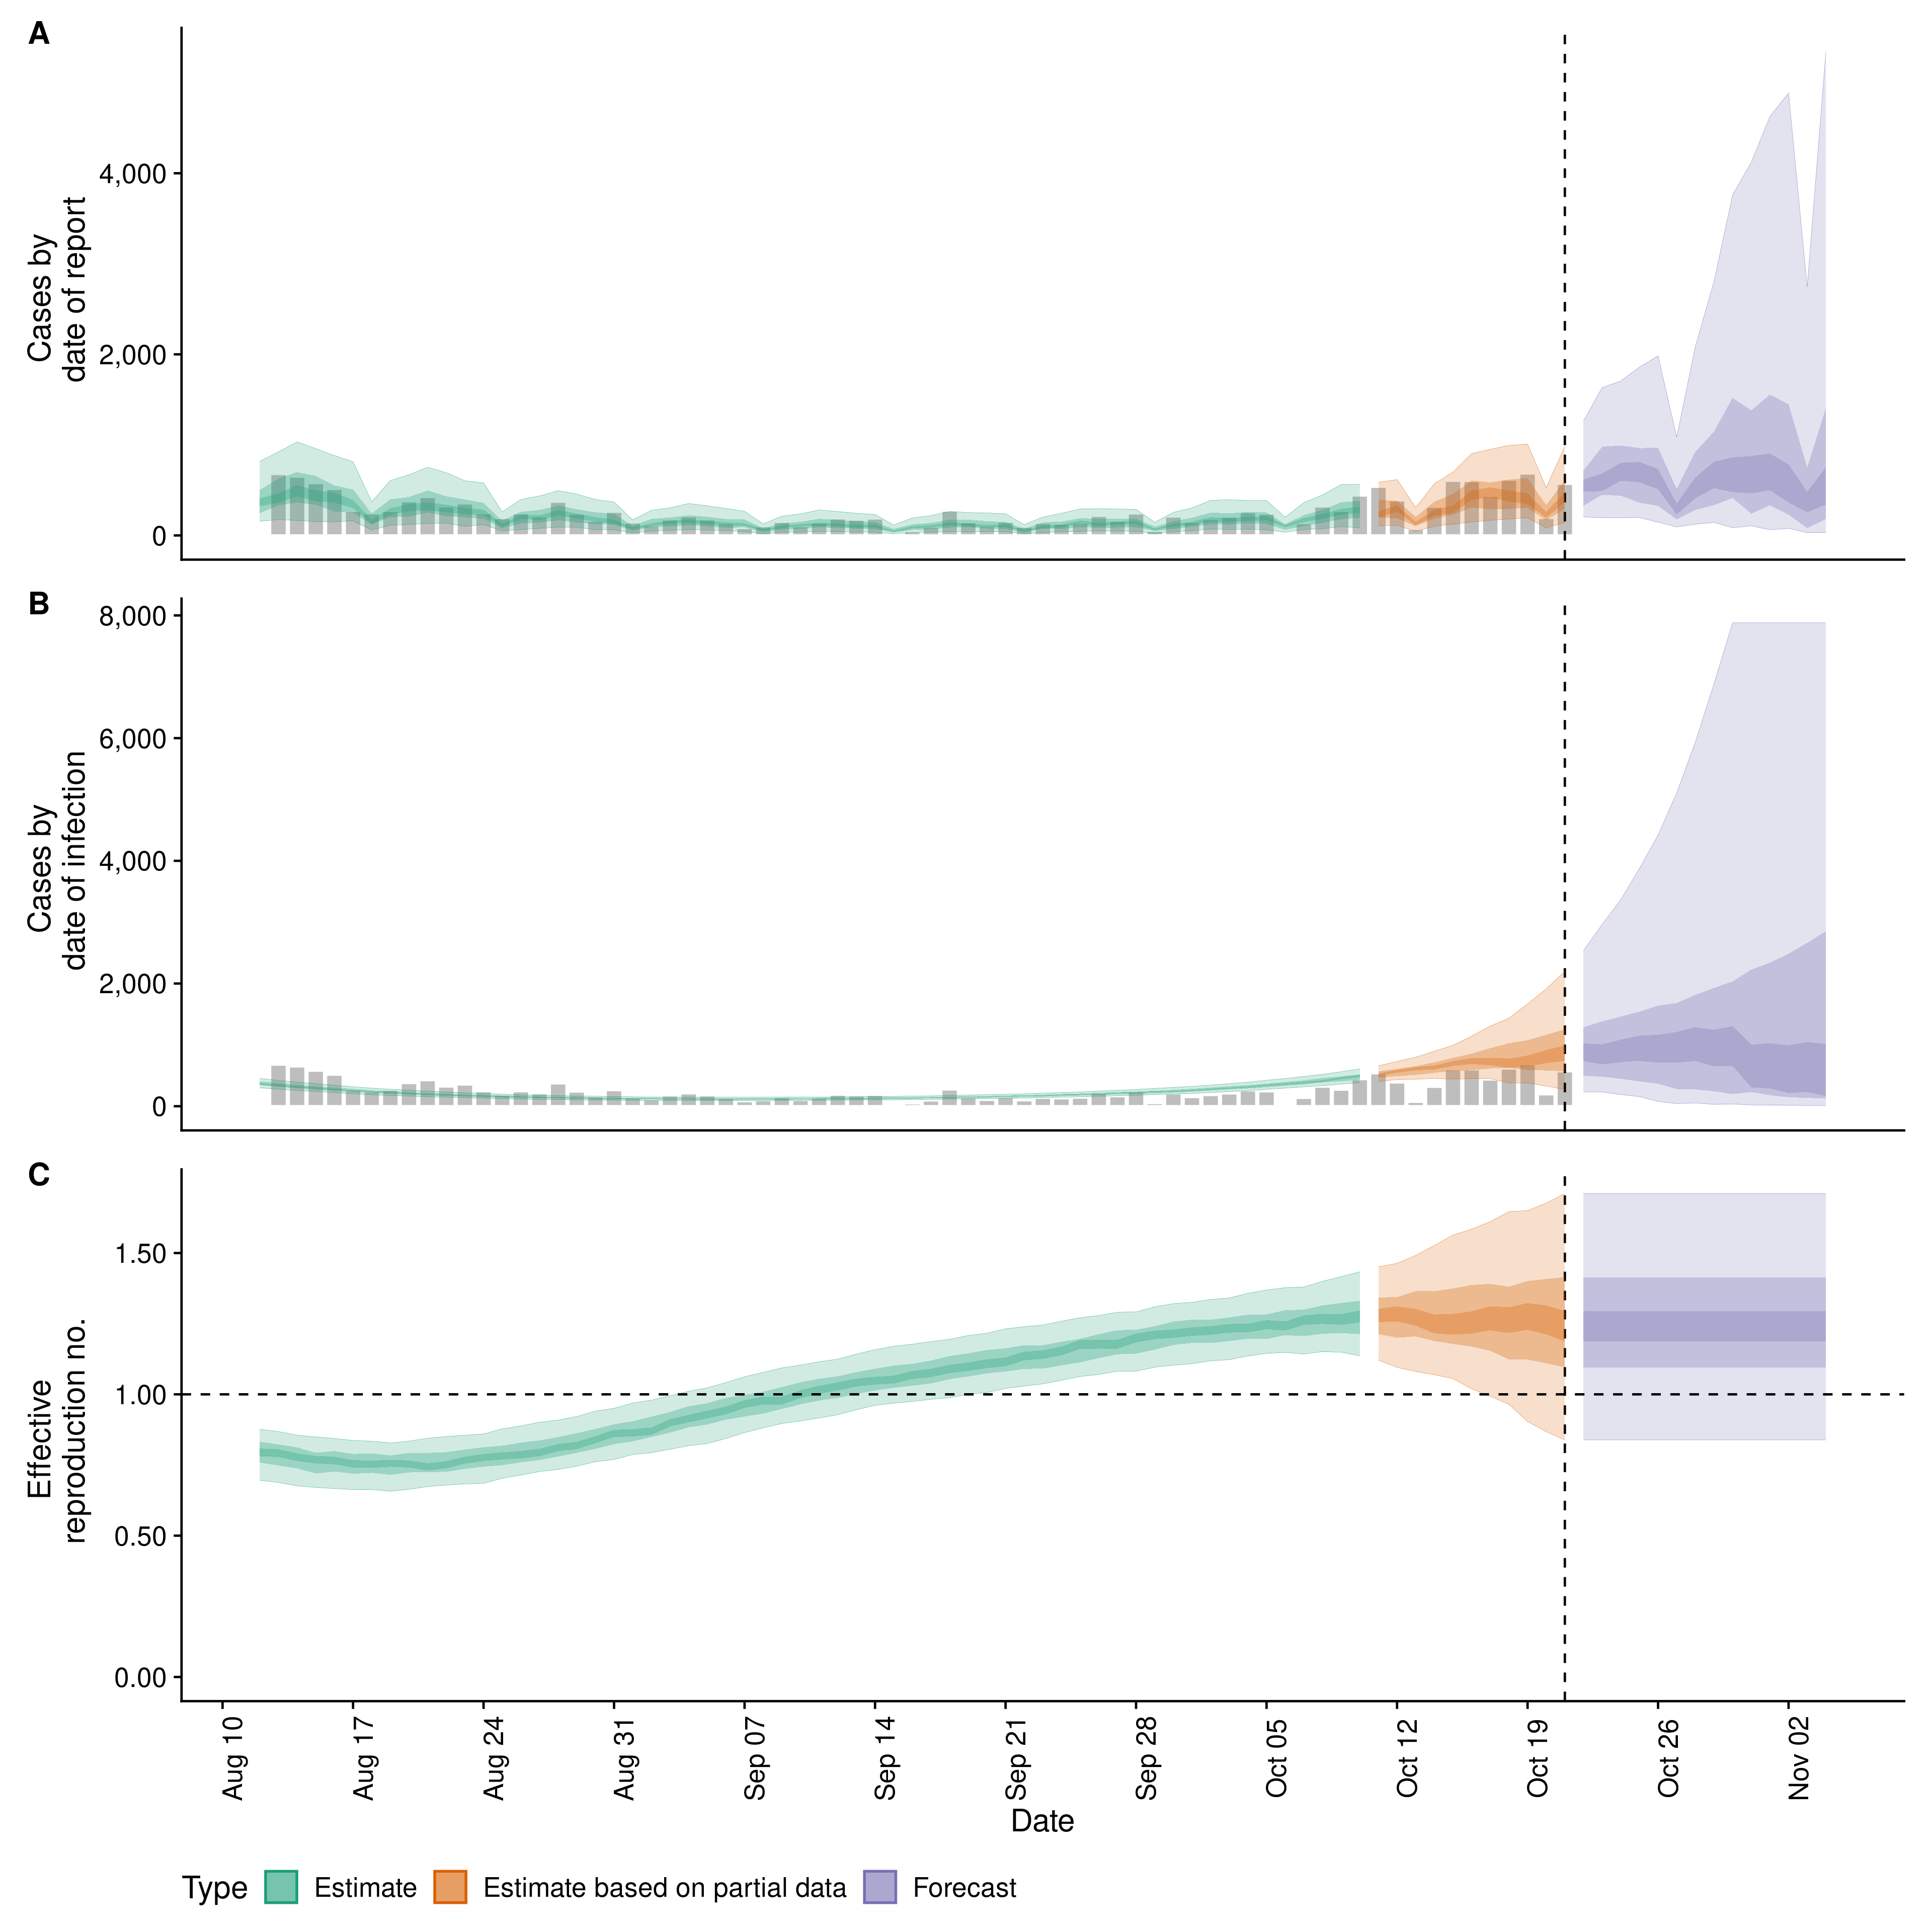 A
Cases by
date of report
4,000
2,000
0
B
Cases by
date of infection
8,000
6,000
4,000
2,000
0
C
Effective
reproduction no.
1.50
1.00
0.50
0.00
Aug 10
Aug 17
Aug 24
Aug 31
Sep 07
Sep 14
Sep 21
Sep 28
Oct 05
Oct 12
Oct 19
Oct 26
Nov 02
Date
Type
Estimate
Estimate based on partial data
Forecast